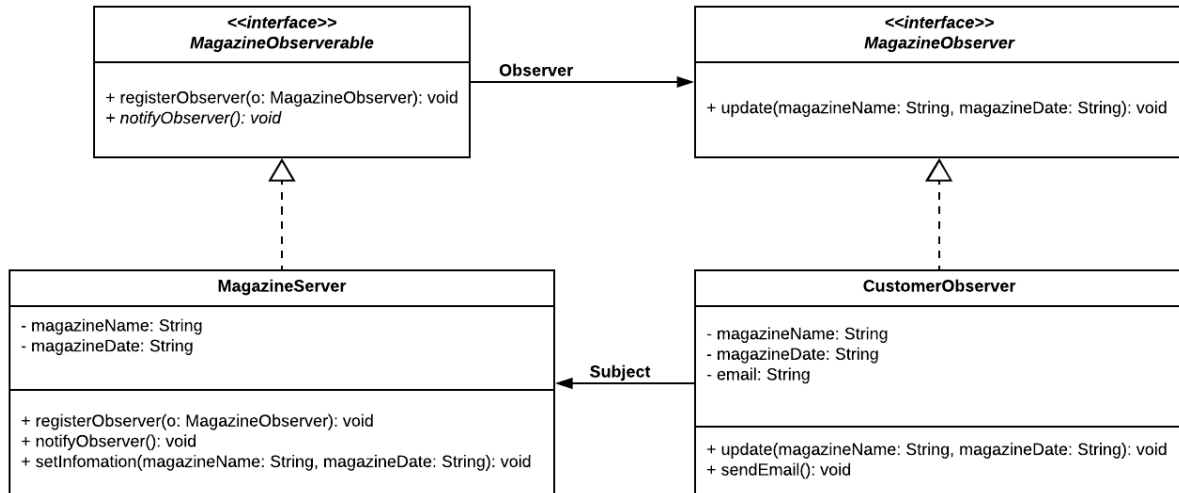 <<interface>>
MagazineObserverable
+ registerObserver(o: MagazineObserver): void
+ notifyObserver(): void
Observer
<<interface>>
MagazineObserver
+ update(magazineName: String, magazineDate: String): void
MagazineServer
- magazineName: String
- magazineDate: String
+ registerObserver(o: MagazineObserver): void
+ notifyObserver(): void
+ setInfomation(magazineName: String, magazineDate: String): void
Subject
CustomerObserver
- magazineName: String
- magazineDate: String
- email: String
+ update(magazineName: String, magazineDate: String): void
+ sendEmail(): void